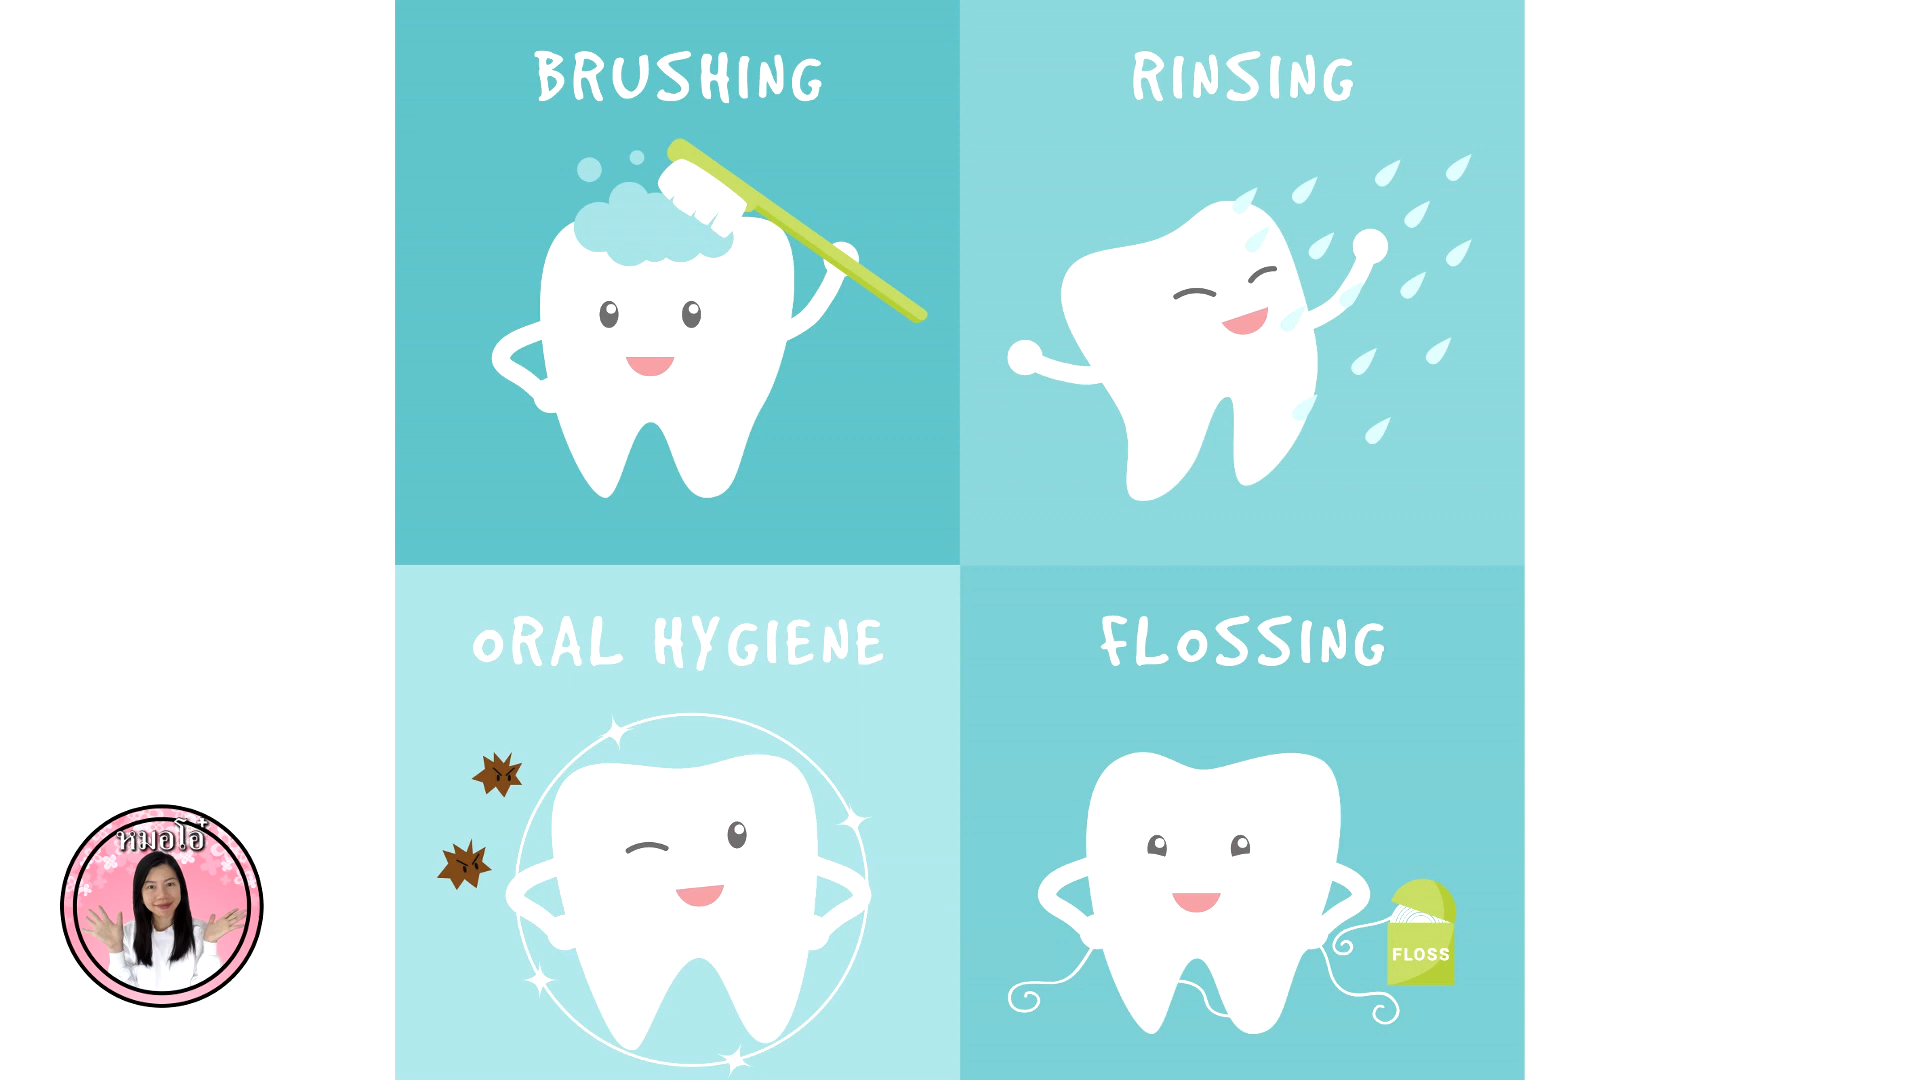 BRUSHING
RINSING
ORAL HYGIENE
FLOSSING
FLOSS
หมอโอ๋